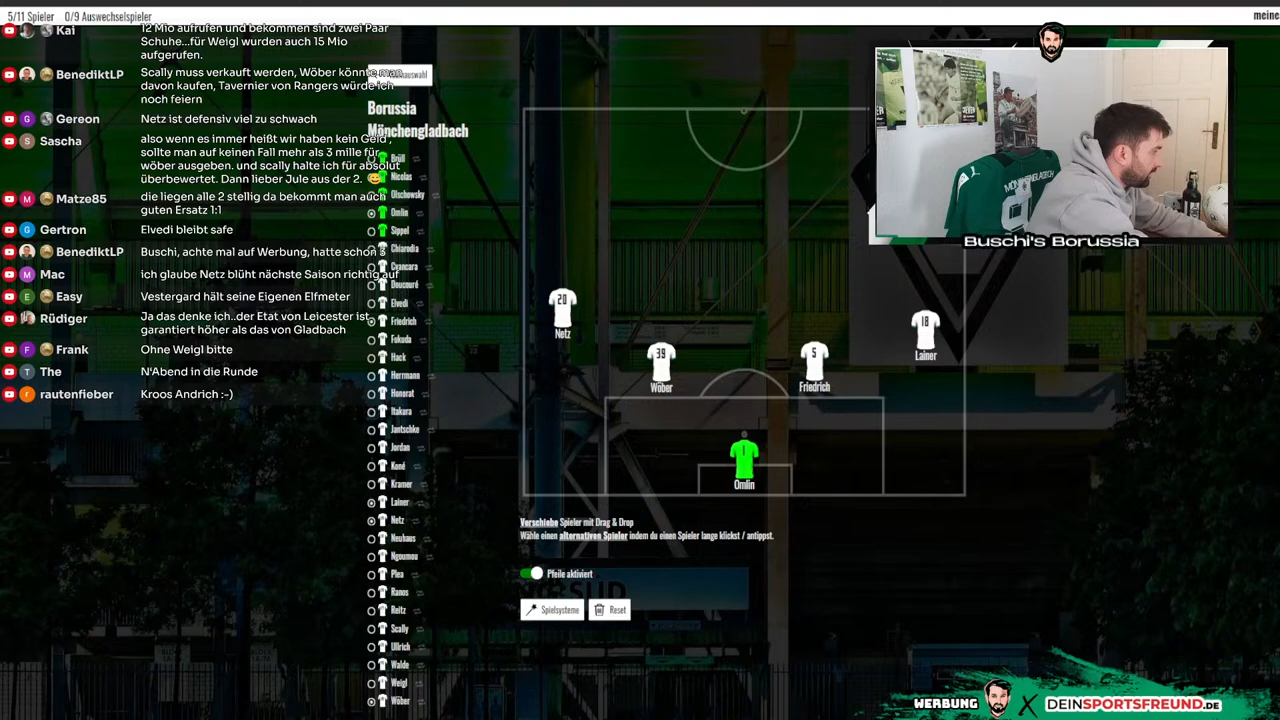 5/11 Spieler 0/9 Auswechselspieler
meine
Kai
12 Mio aufrufen und bekommen sind zwei Paar
Schuhe...für Weigl wurden auch 15 Mio
aufgerufen.
BenediktLP
Scally muss verkauft werden, Wöber könnte man
davon kaufen, Tavernier von Rangers würde ich
noch feiern
Gereon
Netz ist defensiv viel zu schwach
Sascha
also wenn es immer heist wir haben kein Geld ,
sollte man auf keinen Fall mehr als 3 mille für
wöber ausgeben . und scally halte ich für absolut
überbewertet. Dann lieber Jule aus der 2. 😅
Matze85
die liegen alle 2 stellig da bekommt man auch
guten Ersatz 1:1
Gertron
Elvedi bleibt safe
BenediktLP
Buschi, achte mal auf Werbung, hatte schon 3
Mac
ich glaube Netz blüht nächste Saison richtig auf
Easy
Vestergard hält seine Eigenen Elfmeter
Rüdiger
Ja das denke ich..der Etat von Leicester ist
garantiert höher als das von Gladbach
Frank
Ohne Weigl bitte
The
N'Abend in die Runde
rautenfieber
Kroos Andrich :-)
Borussia
Mönchengladbach
Brüll
Nicolas
Olschowsky
Omlin
Sippel
Chiarodia
Cvancara
Doucouré
Elvedi
Friedrich
Fukuda
Hack
Herrmann
Honorat
Itakura
Jantschke
Jordan
Koné
Kramer
Lainer
Netz
Neuhaus
Ngoumou
Plea
Ranos
Reitz
Scally
Ullrich
Walde
Weigl
Wöber
20
Netz
39
Wöber
5
Friedrich
18
Lainer
1
Omlin
Verschiebe Spieler mit Drag & Drop
Wähle einen alternativen Spieler indem du einen Spieler lange klickst / antippst.
Pfeile aktiviert
Spielsysteme
Reset
Buschi's Borussia
WERBUNG X DEINSPORTSFREUND.DE